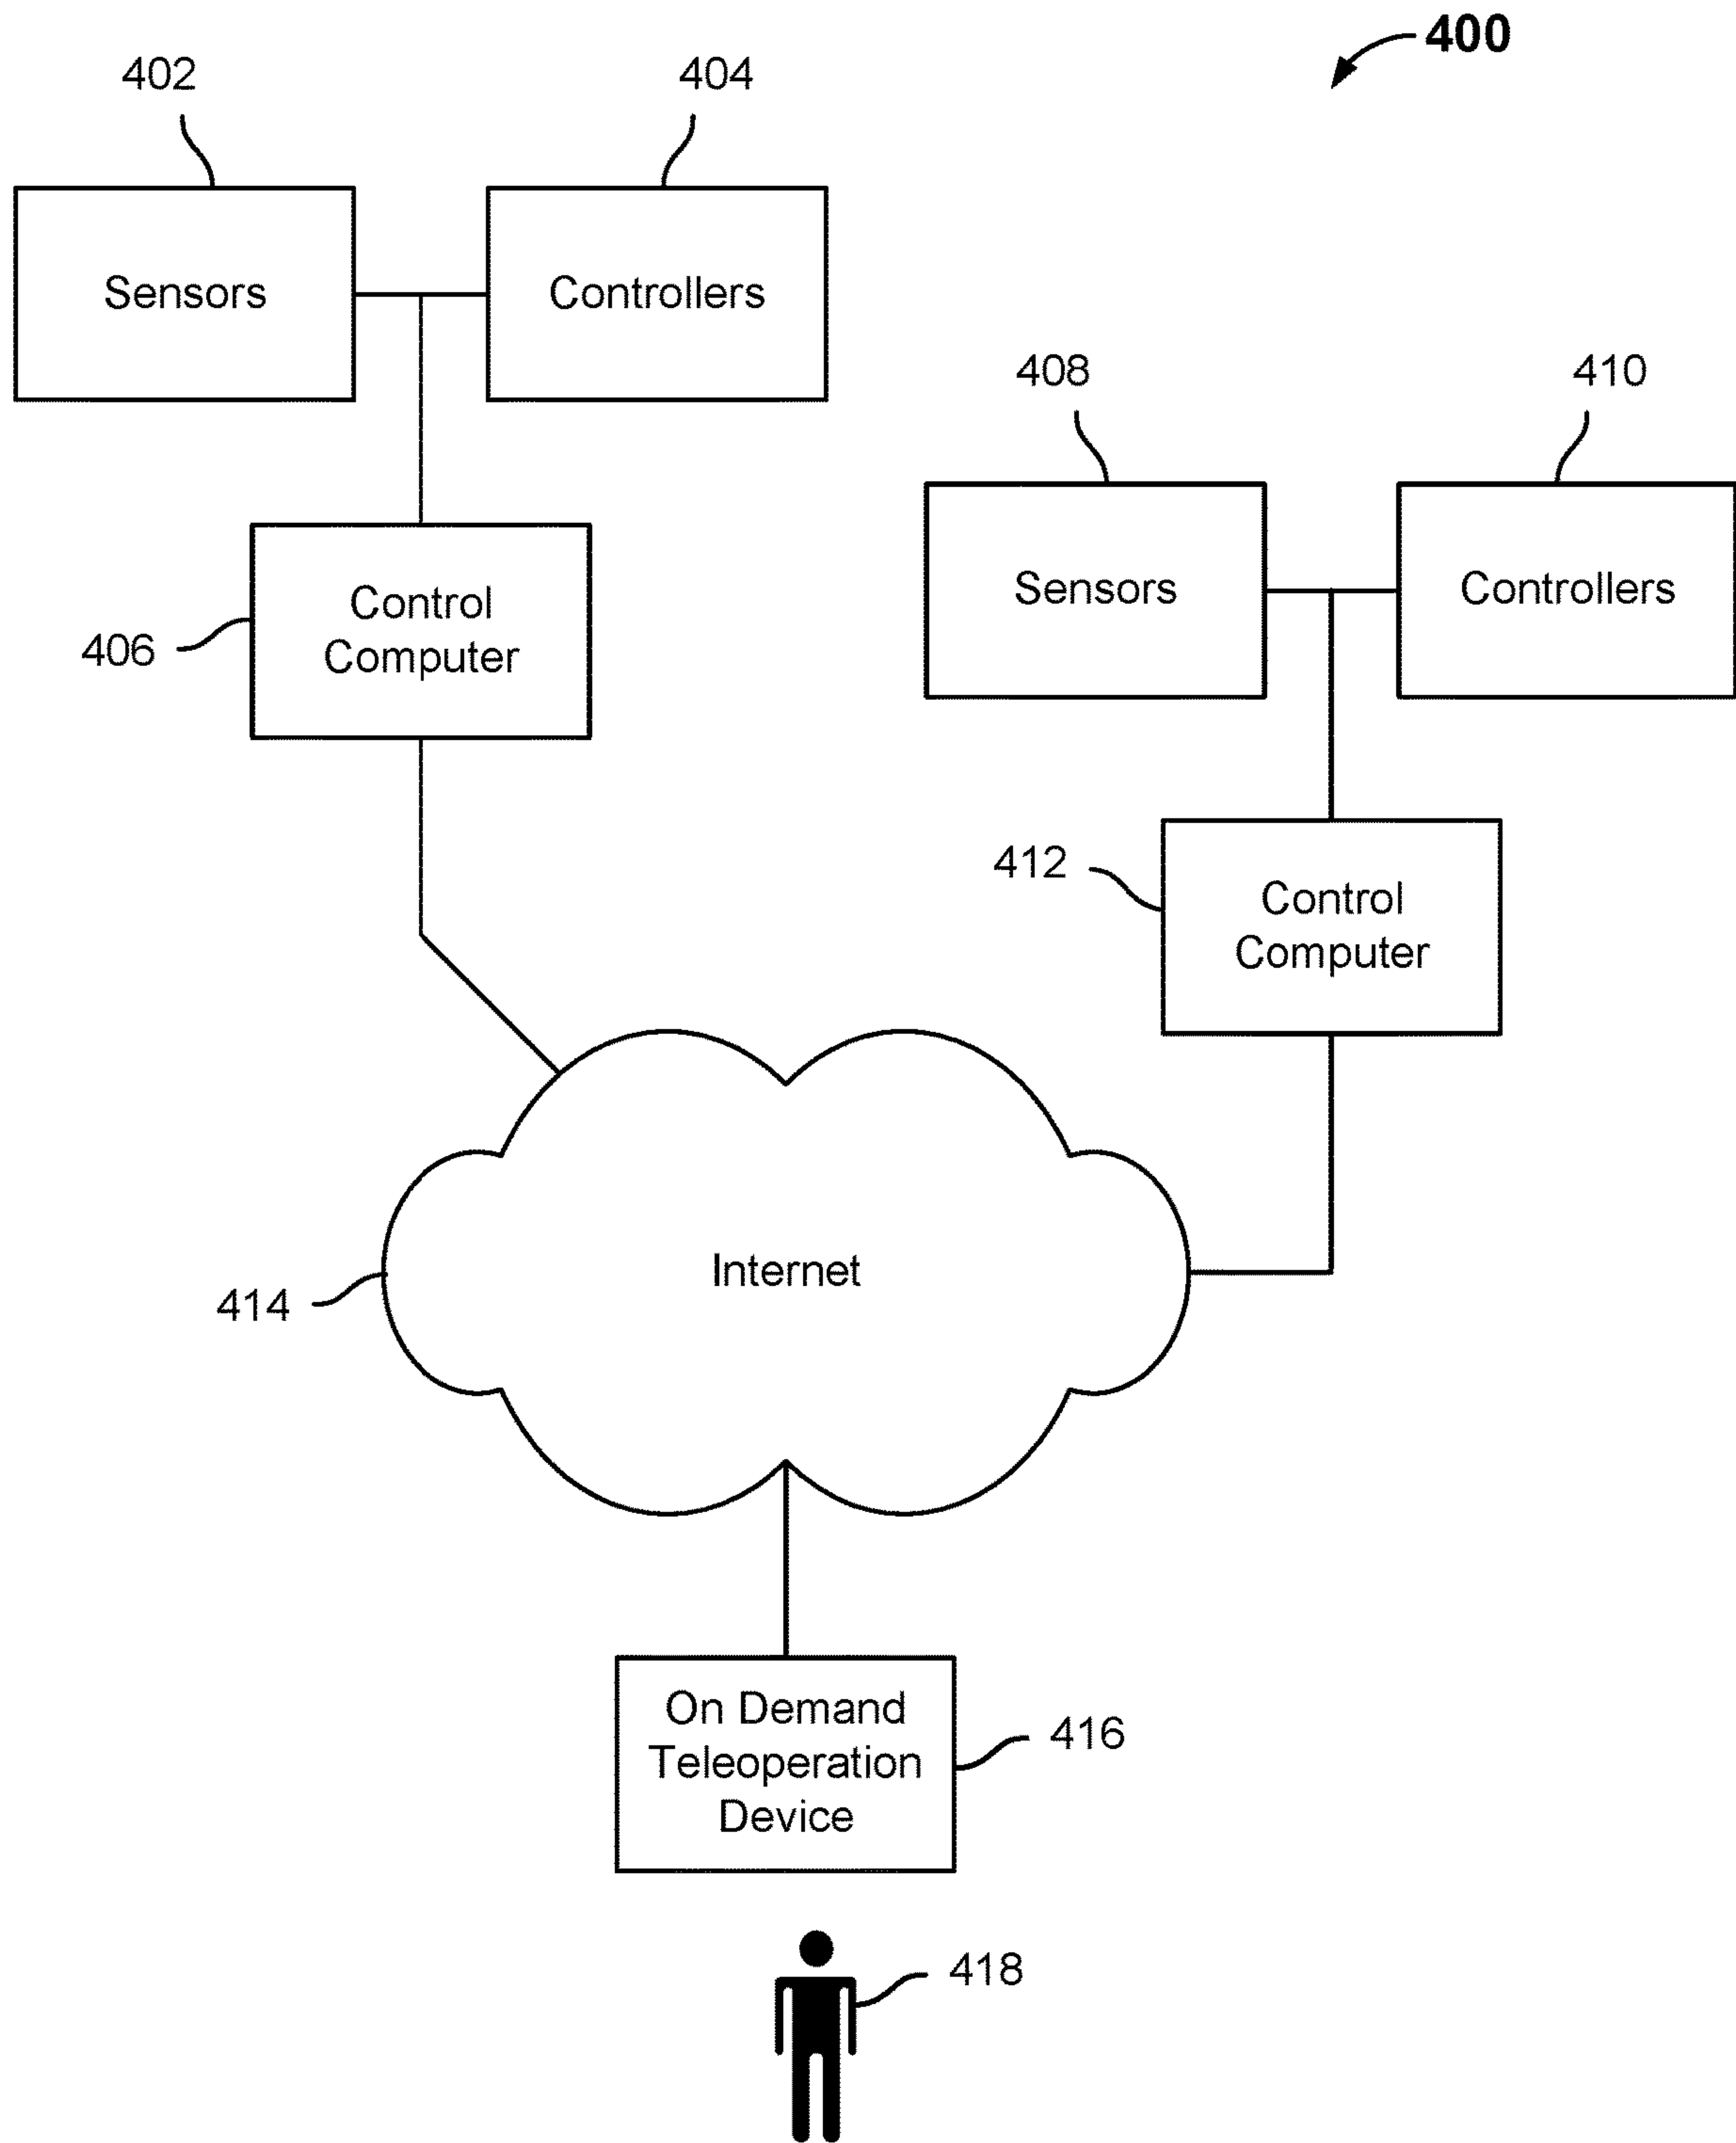 400
402
404
Sensors
Controllers
408
410
406
Control
Computer
Sensors
Controllers
412
Control
Computer
414
Internet
On Demand
Teleoperation
Device
416
418